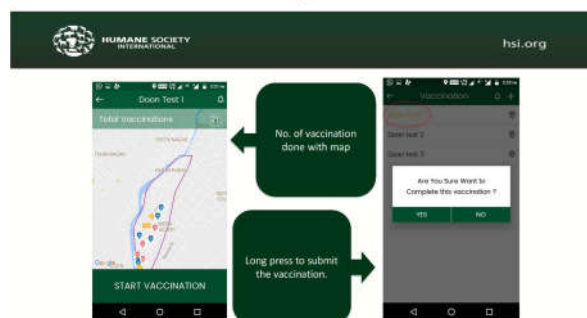 HUMANE SOCIETY
INTERNATIONAL
hsi.org
Doon Test 1
Total Vaccinations
START VACCINATION
No. of vaccination
done with map
Long press to submit
the vaccination.
Vaccination
Doon test 2
Doon test 3
Are You Sure Want to
Complete this vaccination ?
YES
NO